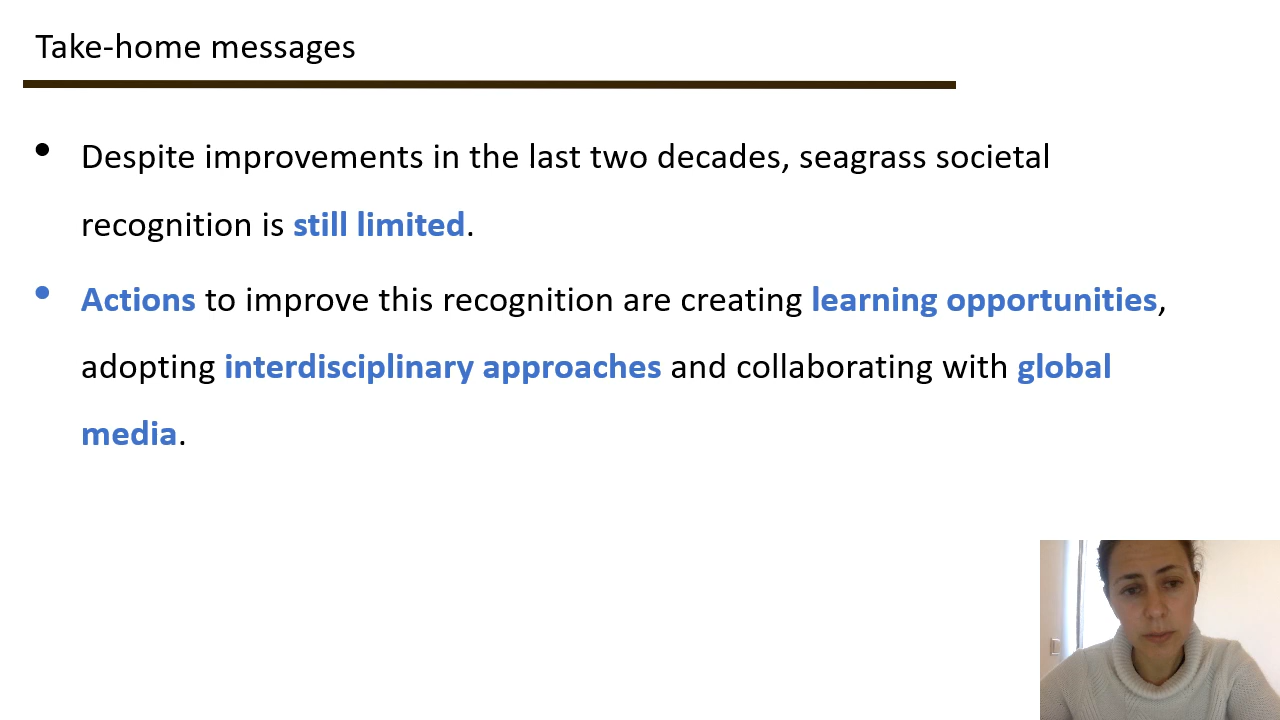 Take-home messages
• Despite improvements in the last two decades, seagrass societal
recognition is still limited.
• Actions to improve this recognition are creating learning opportunities,
adopting interdisciplinary approaches and collaborating with global
media.